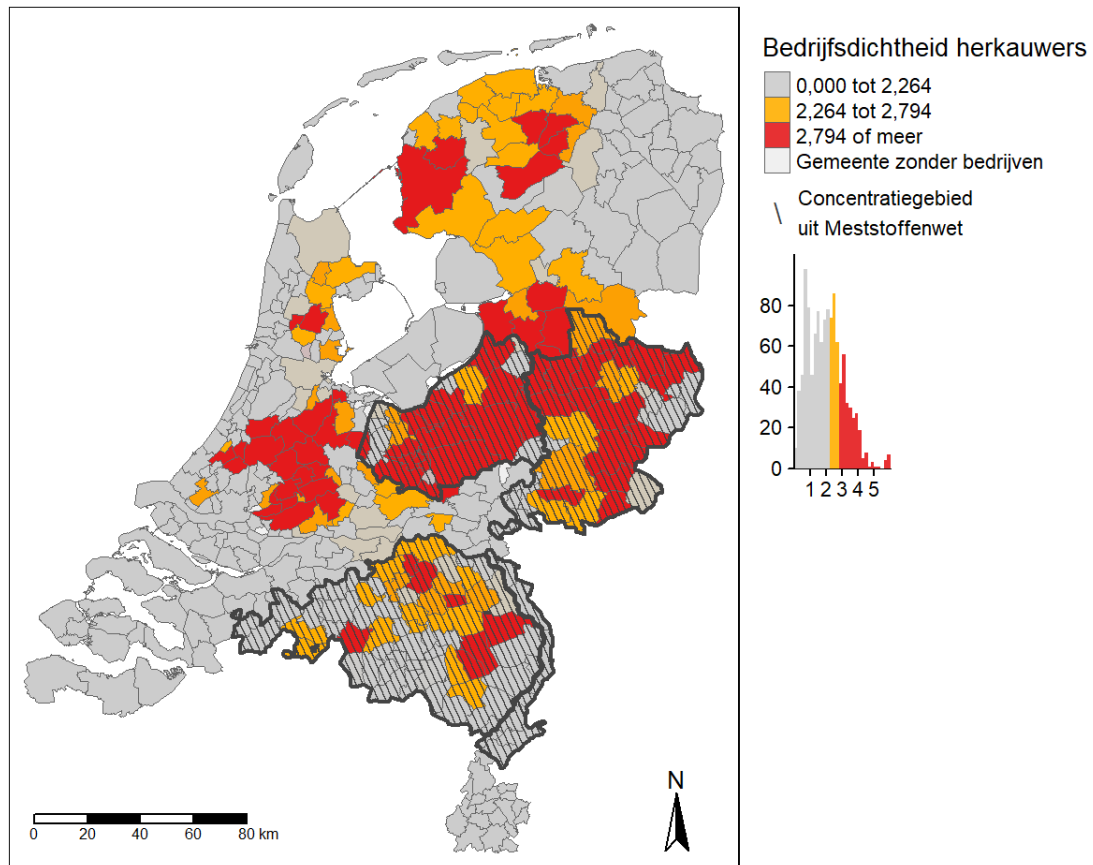 Bedrijfsdichtheid herkauwers
0,000 tot 2,264
2,264 tot 2,794
2,794 of meer
Gemeente zonder bedrijven
Concentratiegebied
uit Meststoffenwet
80
60
40
20
0
1 2 3 4 5
N
0 20 40 60 80 km